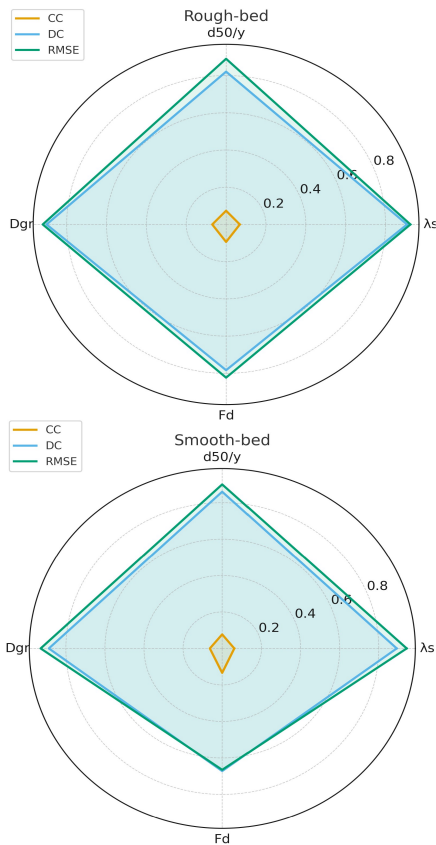 CC
DC
RMSE
Rough-bed
d50/y
0.8
0.6
0.4
0.2
Dgr
λs
Fd
CC
DC
RMSE
Smooth-bed
d50/y
0.8
0.6
0.4
0.2
Dgr
λs
Fd